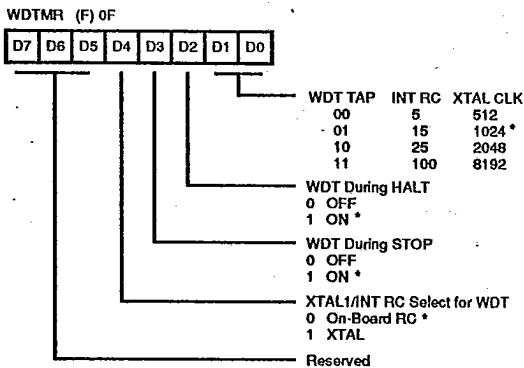 WDTMR (F) 0F
D7 D6 D5 D4 D3 D2 D1 D0
WDT TAP INT RC XTAL CLK
00 5 512
01 15 1024 *
10 25 2048
11 100 8192
WDT During HALT
0 OFF
1 ON *
WDT During STOP
0 OFF
1 ON *
XTAL1/INT RC Select for WDT
0 On-Board RC *
1 XTAL
Reserved